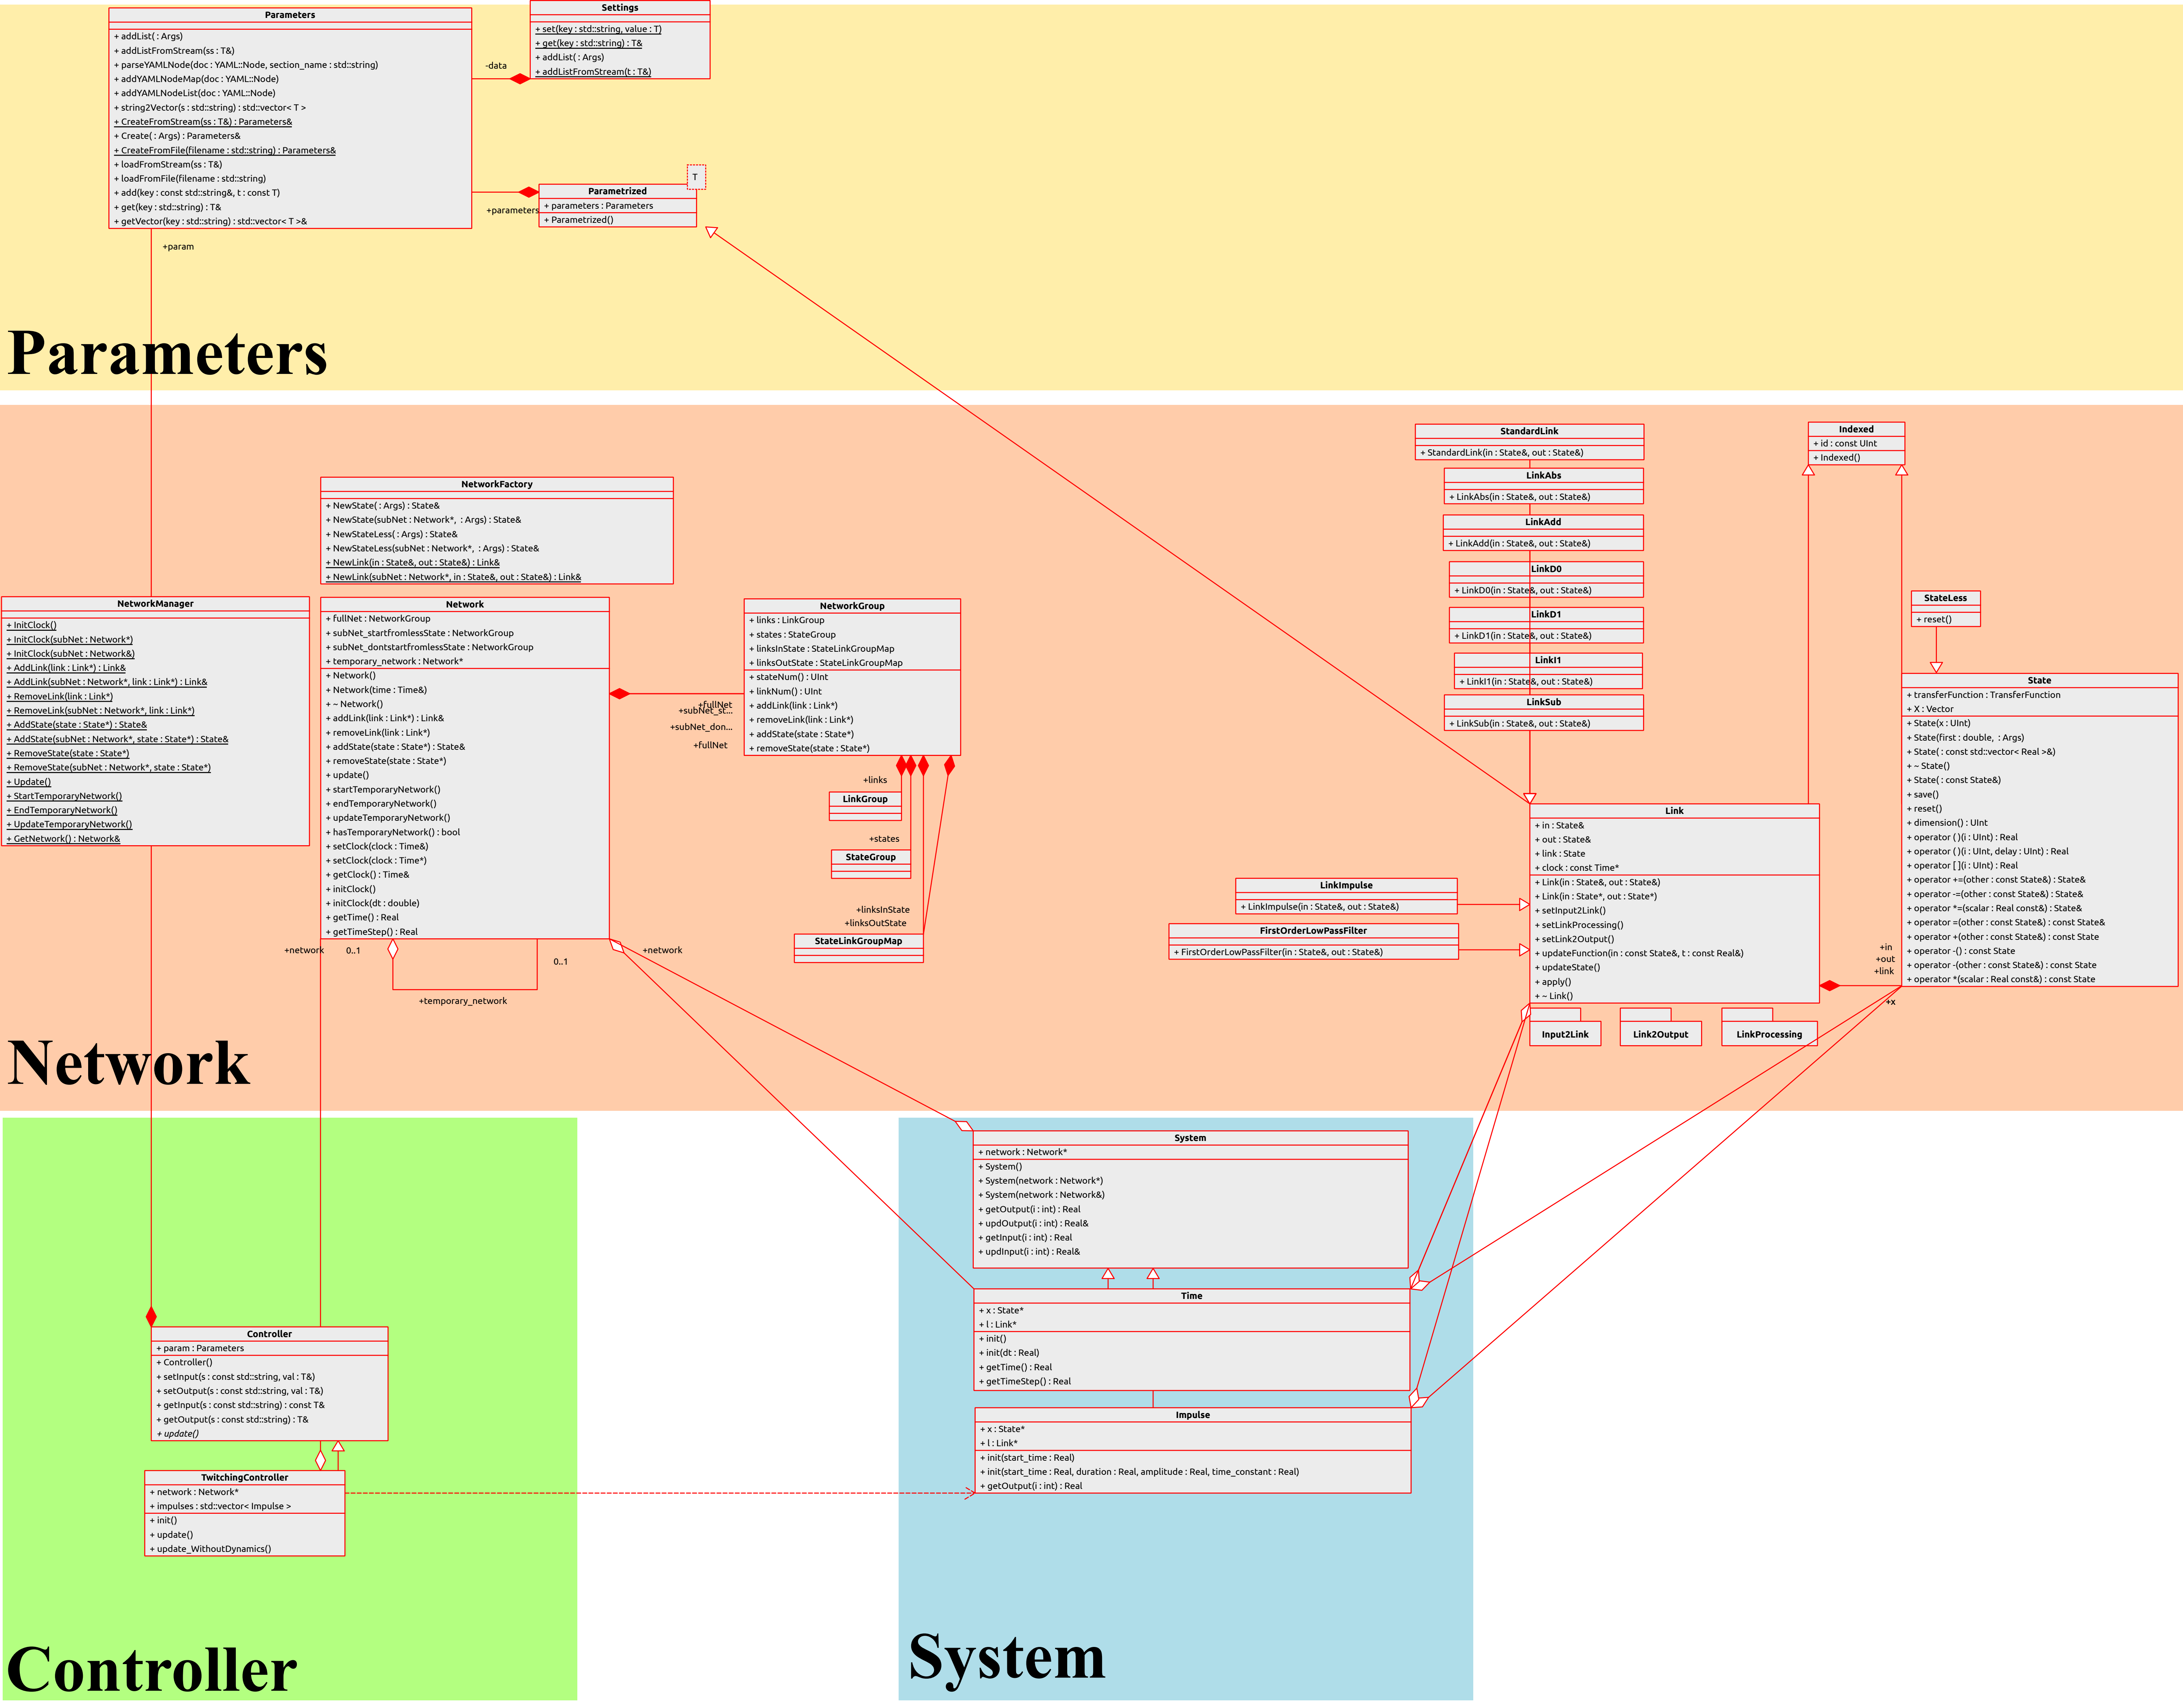 Parameters
+ addList( : Args)
+ addListFromStream(ss : T&)
+ parseYAMLNode(doc : YAML::Node, section_name : std::string)
+ addYAMLNodeMap(doc : YAML::Node)
+ addYAMLNodeList(doc : YAML::Node)
+ string2Vector(s : std::string) : std::vector< T >
+ CreateFromStream(ss : T&) : Parameters&
+ Create( : Args) : Parameters&
+ CreateFromFile(filename : std::string) : Parameters&
+ loadFromStream(ss : T&)
+ loadFromFile(filename : std::string)
+ add(key : const std::string&, t : const T)
+ get(key : std::string) : T&
+ getVector(key : std::string) : std::vector< T >&
+param
-data
Settings
+ set(key : std::string, value : T)
+ get(key : std::string) : T&
+ addList( : Args)
+ addListFromStream(t : T&)
+parameters
T
Parametrized
+ parameters : Parameters
+ Parametrized()
Parameters
NetworkFactory
+ NewState( : Args) : State&
+ NewState(subNet : Network*,  : Args) : State&
+ NewStateLess( : Args) : State&
+ NewStateLess(subNet : Network*,  : Args) : State&
+ NewLink(in : State&, out : State&) : Link&
+ NewLink(subNet : Network*, in : State&, out : State&) : Link&
NetworkManager
+ InitClock()
+ InitClock(subNet : Network*)
+ InitClock(subNet : Network&)
+ AddLink(link : Link*) : Link&
+ AddLink(subNet : Network*, link : Link*) : Link&
+ RemoveLink(link : Link*)
+ RemoveLink(subNet : Network*, link : Link*)
+ AddState(state : State*) : State&
+ AddState(subNet : Network*, state : State*) : State&
+ RemoveState(state : State*)
+ RemoveState(subNet : Network*, state : State*)
+ Update()
+ StartTemporaryNetwork()
+ EndTemporaryNetwork()
+ UpdateTemporaryNetwork()
+ GetNetwork() : Network&
Network
+ fullNet : NetworkGroup
+ subNet_startfromlessState : NetworkGroup
+ subNet_dontstartfromlessState : NetworkGroup
+ temporary_network : Network*
+ Network()
+ Network(time : Time&)
+ ~ Network()
+ addLink(link : Link*) : Link&
+ removeLink(link : Link*)
+ addState(state : State*) : State&
+ removeState(state : State*)
+ update()
+ startTemporaryNetwork()
+ endTemporaryNetwork()
+ updateTemporaryNetwork()
+ hasTemporaryNetwork() : bool
+ setClock(clock : Time&)
+ setClock(clock : Time*)
+ getClock() : Time&
+ initClock()
+ initClock(dt : double)
+ getTime() : Real
+ getTimeStep() : Real
+network
0..1
0..1
+network
+temporary_network
+fullNet
+subNet_st...
+subNet_don...
+fullNet
NetworkGroup
+ links : LinkGroup
+ states : StateGroup
+ linksInState : StateLinkGroupMap
+ linksOutState : StateLinkGroupMap
+ stateNum() : UInt
+ linkNum() : UInt
+ addLink(link : Link*)
+ removeLink(link : Link*)
+ addState(state : State*)
+ removeState(state : State*)
+links
LinkGroup
+states
StateGroup
+linksInState
+linksOutState
StateLinkGroupMap
StandardLink
+ StandardLink(in : State&, out : State&)
LinkAbs
+ LinkAbs(in : State&, out : State&)
LinkAdd
+ LinkAdd(in : State&, out : State&)
LinkD0
+ LinkD0(in : State&, out : State&)
LinkD1
+ LinkD1(in : State&, out : State&)
LinkI1
+ LinkI1(in : State&, out : State&)
LinkSub
+ LinkSub(in : State&, out : State&)
Indexed
+ id : const UInt
+ Indexed()
StateLess
+ reset()
State
+ transferFunction : TransferFunction
+ X : Vector
+ State(x : UInt)
+ State(first : double,  : Args)
+ State( : const std::vector< Real >&)
+ ~ State()
+ State( : const State&)
+ save()
+ reset()
+ dimension() : UInt
+ operator ( )(i : UInt) : Real
+ operator ( )(i : UInt, delay : UInt) : Real
+ operator [ ](i : UInt) : Real
+ operator +=(other : const State&) : State&
+ operator -=(other : const State&) : State&
+ operator *=(scalar : Real const&) : State&
+ operator =(other : const State&) : const State&
+ operator +(other : const State&) : const State
+ operator -() : const State
+ operator -(other : const State&) : const State
+ operator *(scalar : Real const&) : const State
Link
+ in : State&
+ out : State&
+ link : State
+ clock : const Time*
+ Link(in : State&, out : State&)
+ Link(in : State*, out : State*)
+ setInput2Link()
+ setLinkProcessing()
+ setLink2Output()
+ updateFunction(in : const State&, t : const Real&)
+ updateState()
+ apply()
+ ~ Link()
LinkImpulse
+ LinkImpulse(in : State&, out : State&)
FirstOrderLowPassFilter
+ FirstOrderLowPassFilter(in : State&, out : State&)
+in
+out
+link
+x
Input2Link
Link2Output
LinkProcessing
Network
System
+ network : Network*
+ System()
+ System(network : Network*)
+ System(network : Network&)
+ getOutput(i : int) : Real
+ updOutput(i : int) : Real&
+ getInput(i : int) : Real
+ updInput(i : int) : Real&
Time
+ x : State*
+ l : Link*
+ init()
+ init(dt : Real)
+ getTime() : Real
+ getTimeStep() : Real
Impulse
+ x : State*
+ l : Link*
+ init(start_time : Real)
+ init(start_time : Real, duration : Real, amplitude : Real, time_constant : Real)
+ getOutput(i : int) : Real
Controller
+ param : Parameters
+ Controller()
+ setInput(s : const std::string, val : T&)
+ setOutput(s : const std::string, val : T&)
+ getInput(s : const std::string) : const T&
+ getOutput(s : const std::string) : T&
+ update()
TwitchingController
+ network : Network*
+ impulses : std::vector< Impulse >
+ init()
+ update()
+ update_WithoutDynamics()
Controller
System